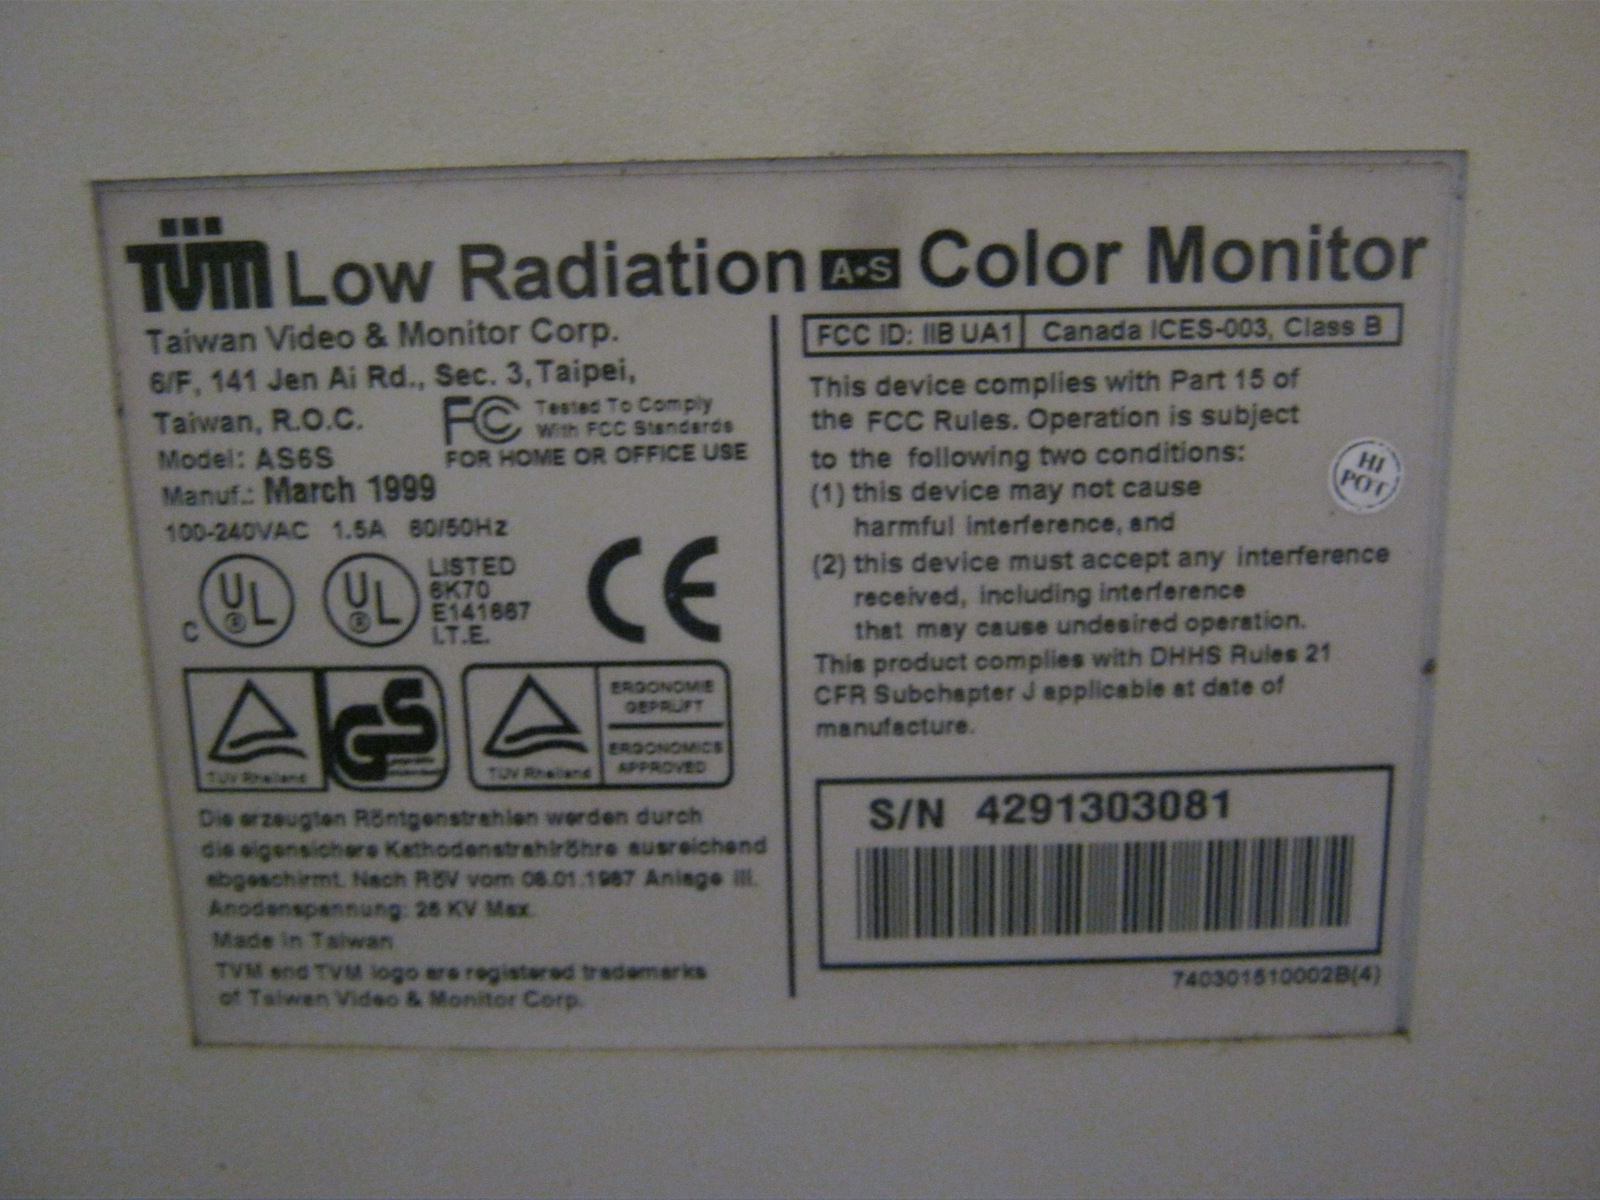 TVM Low Radiation A·S Color Monitor
Taiwan Video & Monitor Corp.
6/F, 141 Jen Ai Rd., Sec. 3, Taipei,
Taiwan, R.O.C.
FC Tested To Comply
With FCC Standards
FOR HOME OR OFFICE USE
Model: AS6S
Manuf.: March 1999
100-240VAC 1.5A 60/50Hz
C UL ® UL ®
LISTED
6K70
E141667
I.T.E.
CE
TÜV Rheinland
GS
TÜV Rheinland
ERGONOMIE
GEPRÜFT
ERGONOMICS
APPROVED
Die erzeugten Röntgenstrahlen werden durch
die eigensichere Kathodenstrahlröhre ausreichend
abgeschirmt. Nach RöV vom 08.01.1987 Anlage III.
Anodenspannung: 26 KV Max.
Made in Taiwan
TVM and TVM logo are registered trademarks
of Taiwan Video & Monitor Corp.
FCC ID: IIB UA1
Canada ICES-003, Class B
This device complies with Part 15 of
the FCC Rules. Operation is subject
to the following two conditions:
(1) this device may not cause
harmful interference, and
(2) this device must accept any interference
received, including interference
that may cause undesired operation.
This product complies with DHHS Rules 21
CFR Subchapter J applicable at date of
manufacture.
HI
POT
S/N 4291303081
740301510002B(4)